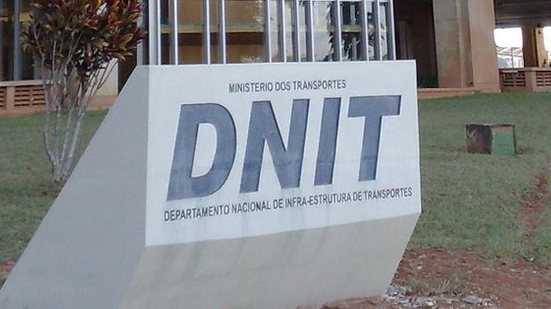 MINISTERIO DOS TRANSPORTES
DNIT
DEPARTAMENTO NACIONAL DE INFRA-ESTRUTURA DE TRANSPORTES